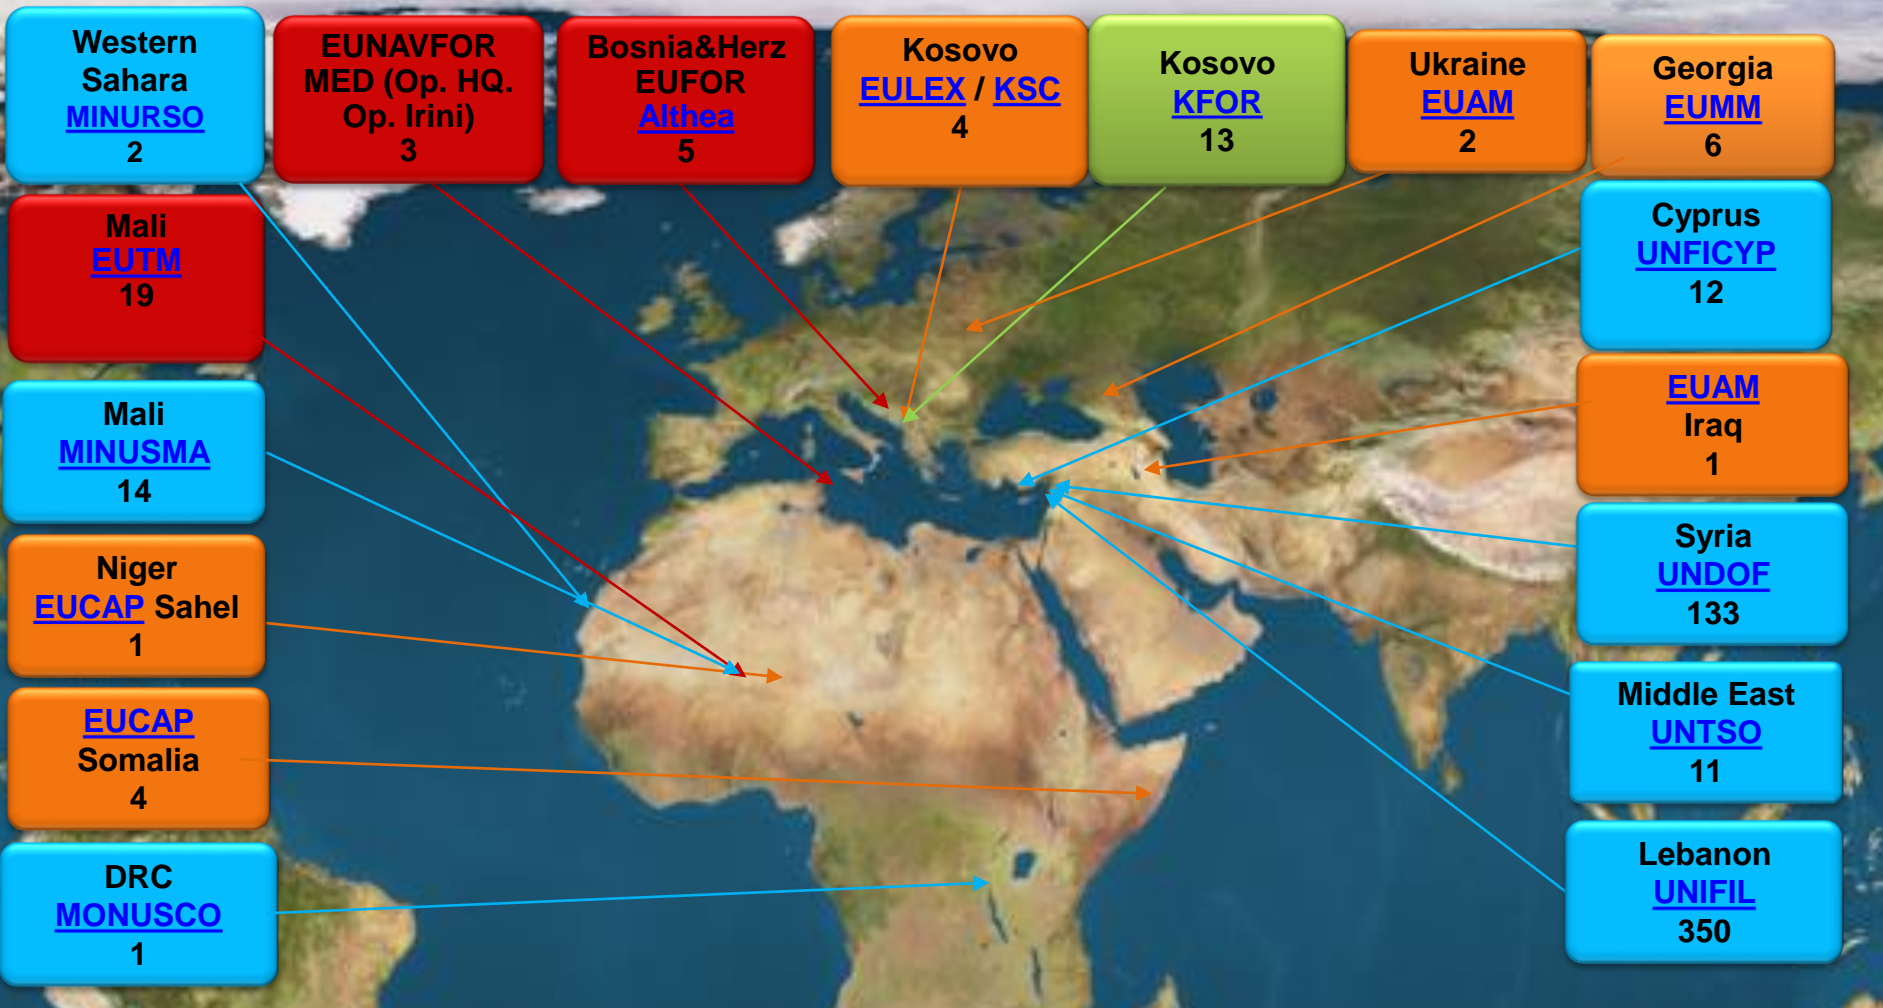 Western
Sahara
MINURSO
2
EUNAVFOR
MED (Op. HQ.
Op. Irini)
3
Bosnia&Herz
EUFOR
Althea
5
Kosovo
EULEX / KSC
4
Kosovo
KFOR
13
Ukraine
EUAM
2
Georgia
EUMM
6
Mali
EUTM
19
Cyprus
UNFICYP
12
Mali
MINUSMA
14
EUAM
Iraq
1
Niger
EUCAP Sahel
1
Syria
UNDOF
133
EUCAP
Somalia
4
Middle East
UNTSO
11
DRC
MONUSCO
1
Lebanon
UNIFIL
350